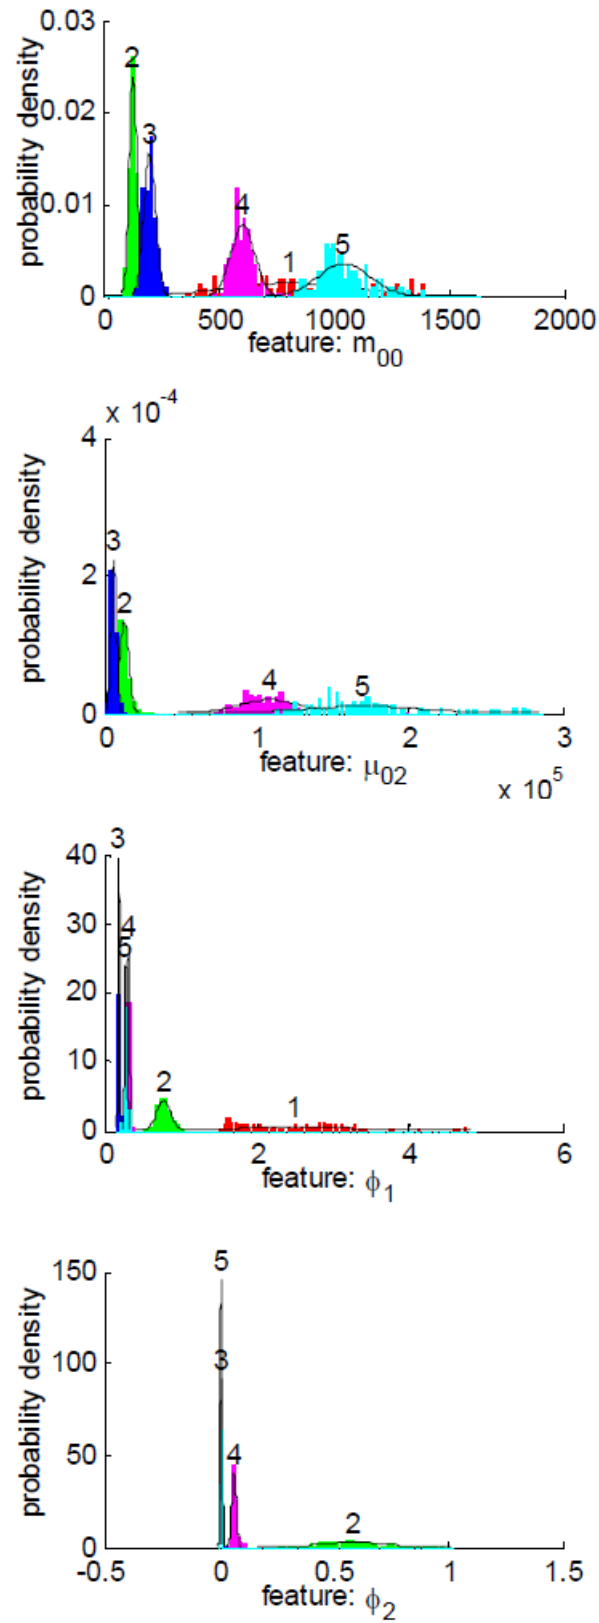 probability density
0.03
0.02
0.01
0
2
3
4
1
5
0 500 1000 1500 2000
feature: m00
x 10-4
probability density
4
2
0
3
2
4
5
0 1 2 3
feature: μ02
x 10 5
probability density
40
30
20
10
0
3
4
5
2
1
0 2 4 6
feature: ϕ1
probability density
150
100
50
0
5
3
4
2
-0.5 0 0.5 1 1.5
feature: ϕ2